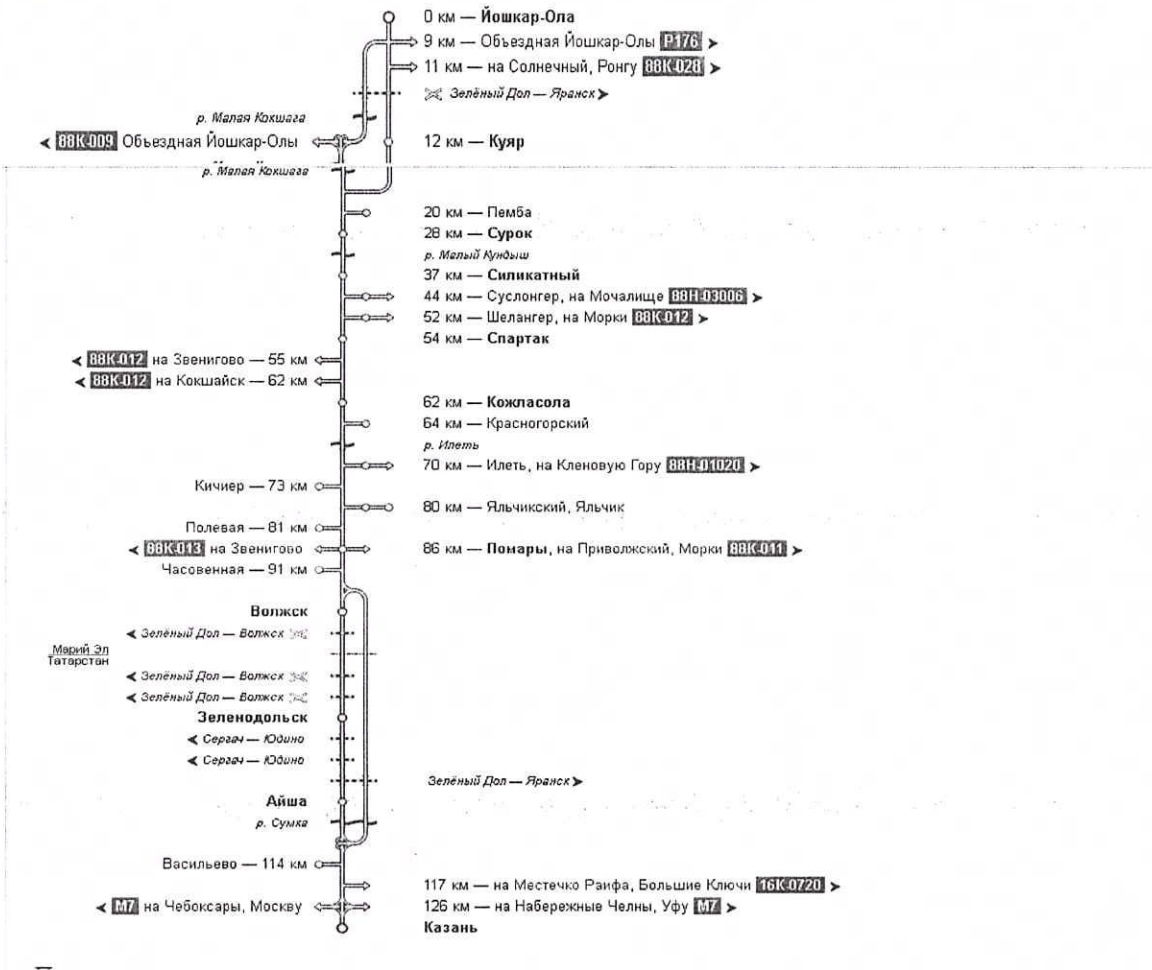 0 км — Йошкар-Ола
9 км — Объездная Йошкар-Олы Р176
11 км — на Солнечный, Ронгу 88К-028
Зелёный Дол — Яранск
р. Малая Кокшага
88К-009 Объездная Йошкар-Олы
12 км — Куяр
р. Малая Кокшага
20 км — Пемба
28 км — Сурок
р. Малый Кундыш
37 км — Силикатный
44 км — Суслонгер, на Мочалище 88Н-03006
52 км — Шелангер, на Морки 88К-012
54 км — Спартак
88К-012 на Звенигово — 55 км
88К-012 на Кокшайск — 62 км
62 км — Кожласола
64 км — Красногорский
р. Илеть
70 км — Илеть, на Кленовую Гору 88Н-01020
Кичиер — 73 км
80 км — Яльчикский, Яльчик
Полевая — 81 км
88К-013 на Звенигово
86 км — Помары, на Приволжский, Морки 88К-011
Часовенная — 91 км
Волжск
Зелёный Дол — Волжск
Марий Эл
Татарстан
Зелёный Дол — Волжск
Зелёный Дол — Волжск
Зеленодольск
Сергач — Юдино
Сергач — Юдино
Зелёный Дол — Яранск
Айша
р. Сумка
Васильево — 114 км
117 км — на Местечко Раифа, Большие Ключи 16К-0720
М7 на Чебоксары, Москву
126 км — на Набережные Челны, Уфу М7
Казань